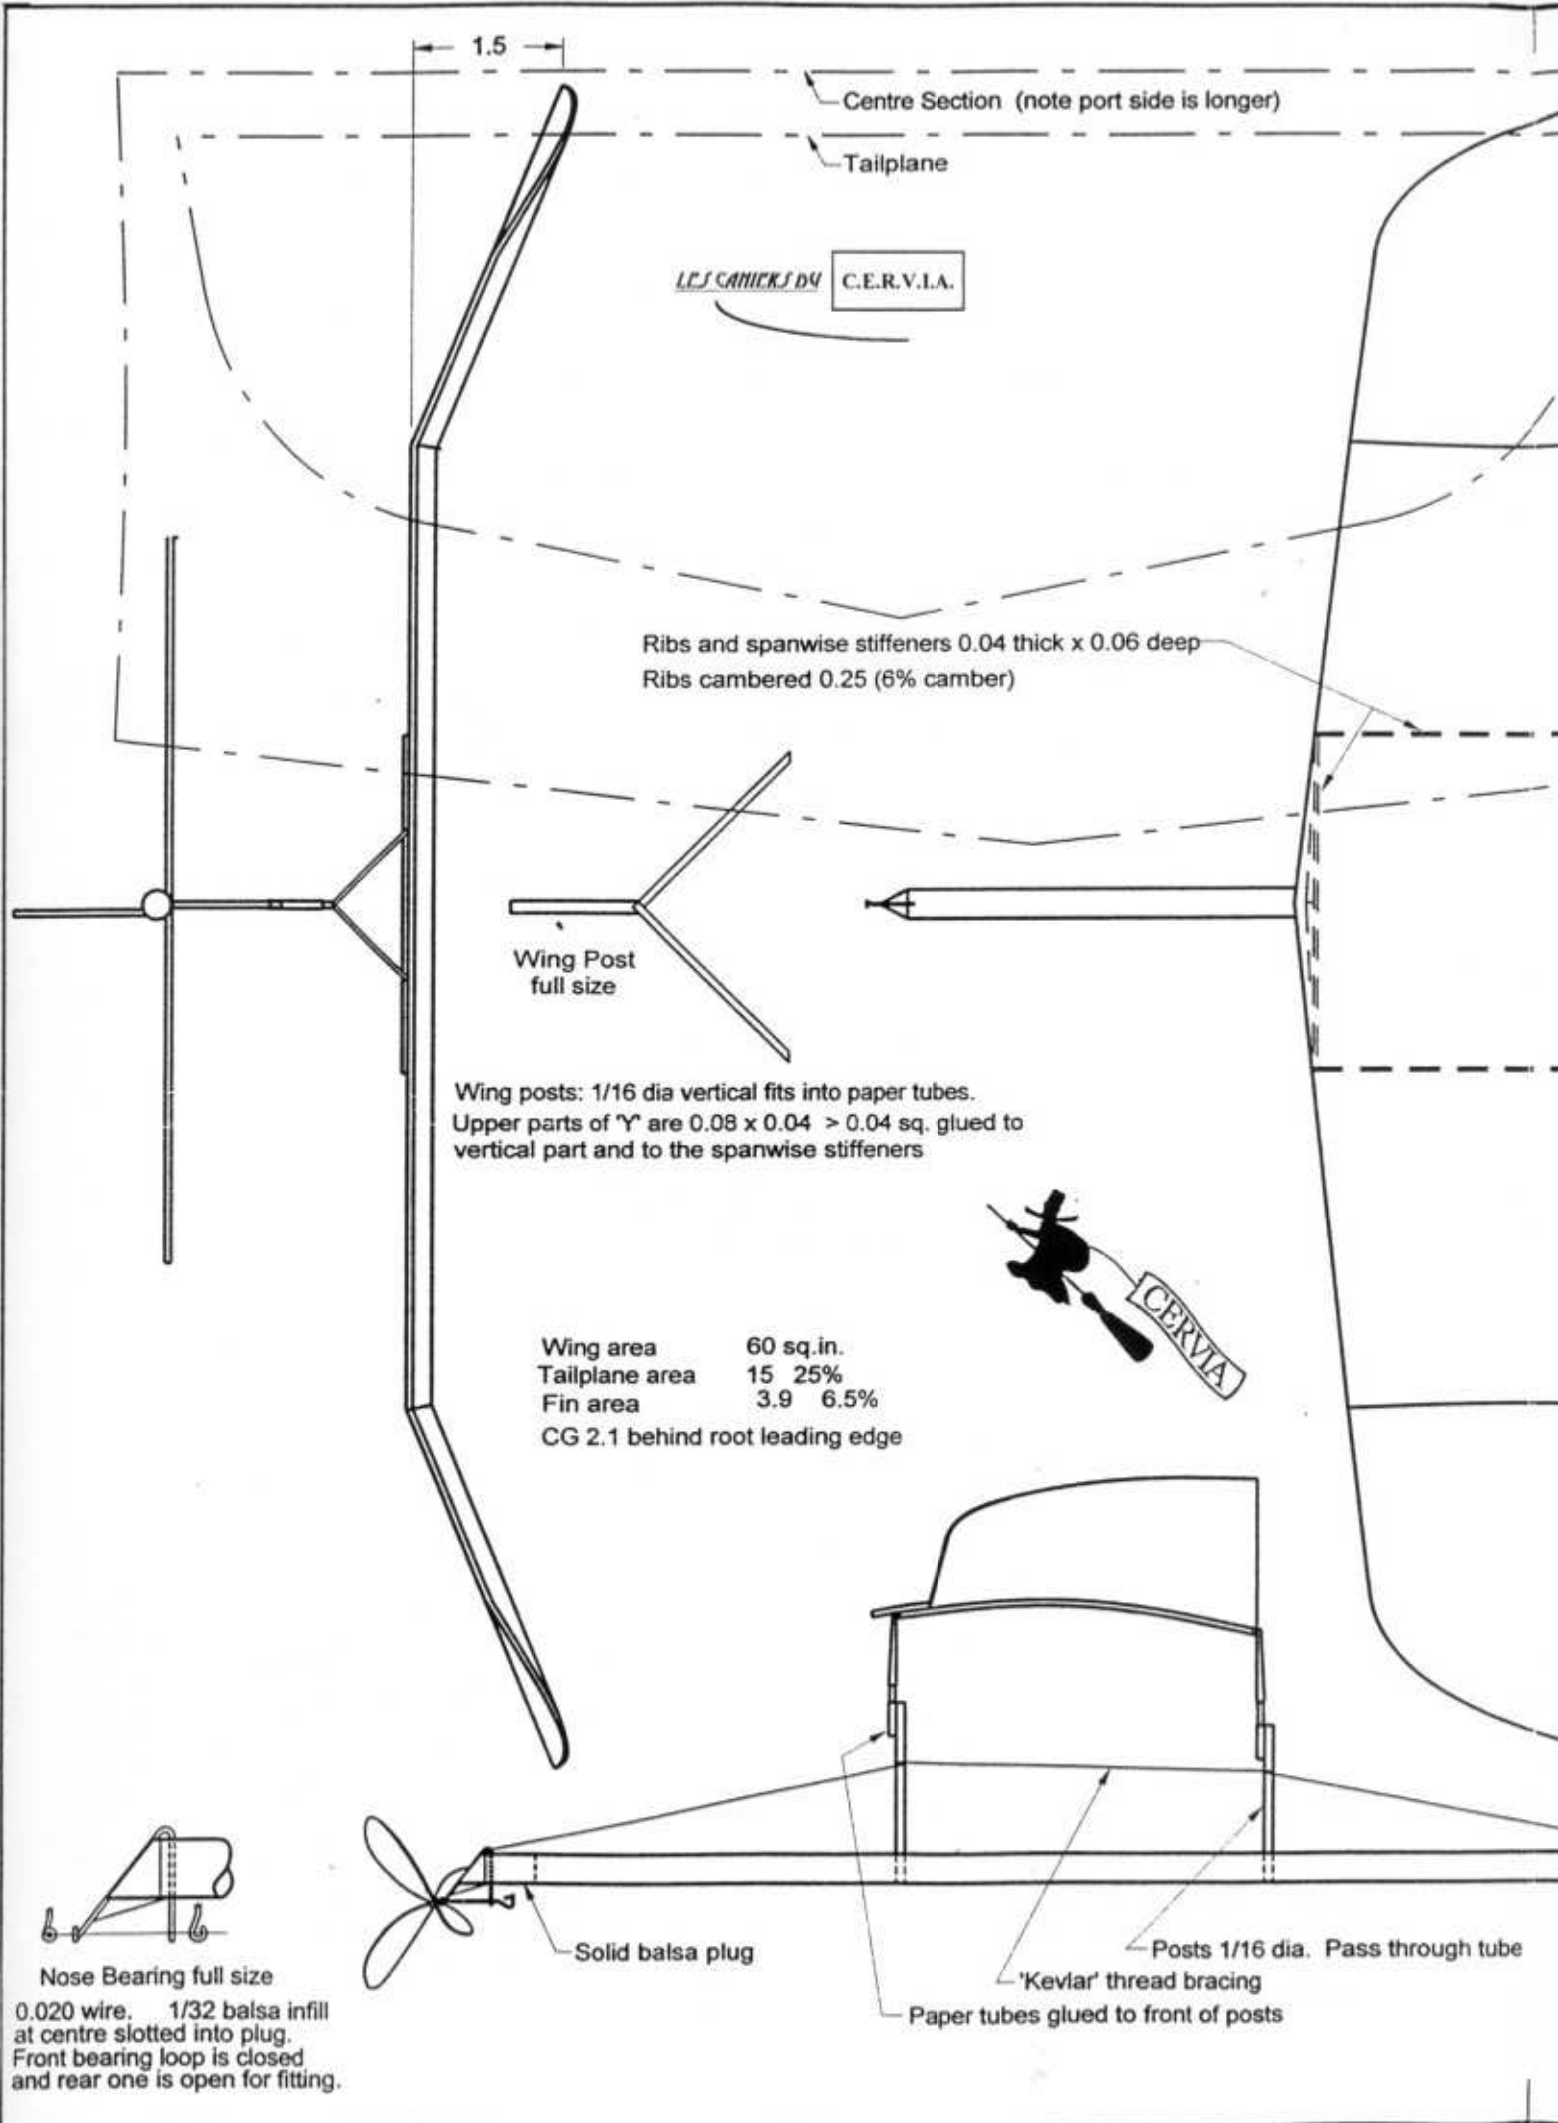 1.5
Centre Section (note port side is longer)
Tailplane
LES CAHIERS DU C.E.R.V.I.A.
Ribs and spanwise stiffeners 0.04 thick x 0.06 deep
Ribs cambered 0.25 (6% camber)
Wing Post
full size
Wing posts: 1/16 dia vertical fits into paper tubes.
Upper parts of 'Y' are 0.08 x 0.04 > 0.04 sq. glued to
vertical part and to the spanwise stiffeners
CERVIA
Wing area 60 sq.in.
Tailplane area 15 25%
Fin area 3.9 6.5%
CG 2.1 behind root leading edge
Solid balsa plug
Posts 1/16 dia. Pass through tube
'Kevlar' thread bracing
Paper tubes glued to front of posts
Nose Bearing full size
0.020 wire. 1/32 balsa infill
at centre slotted into plug.
Front bearing loop is closed
and rear one is open for fitting.